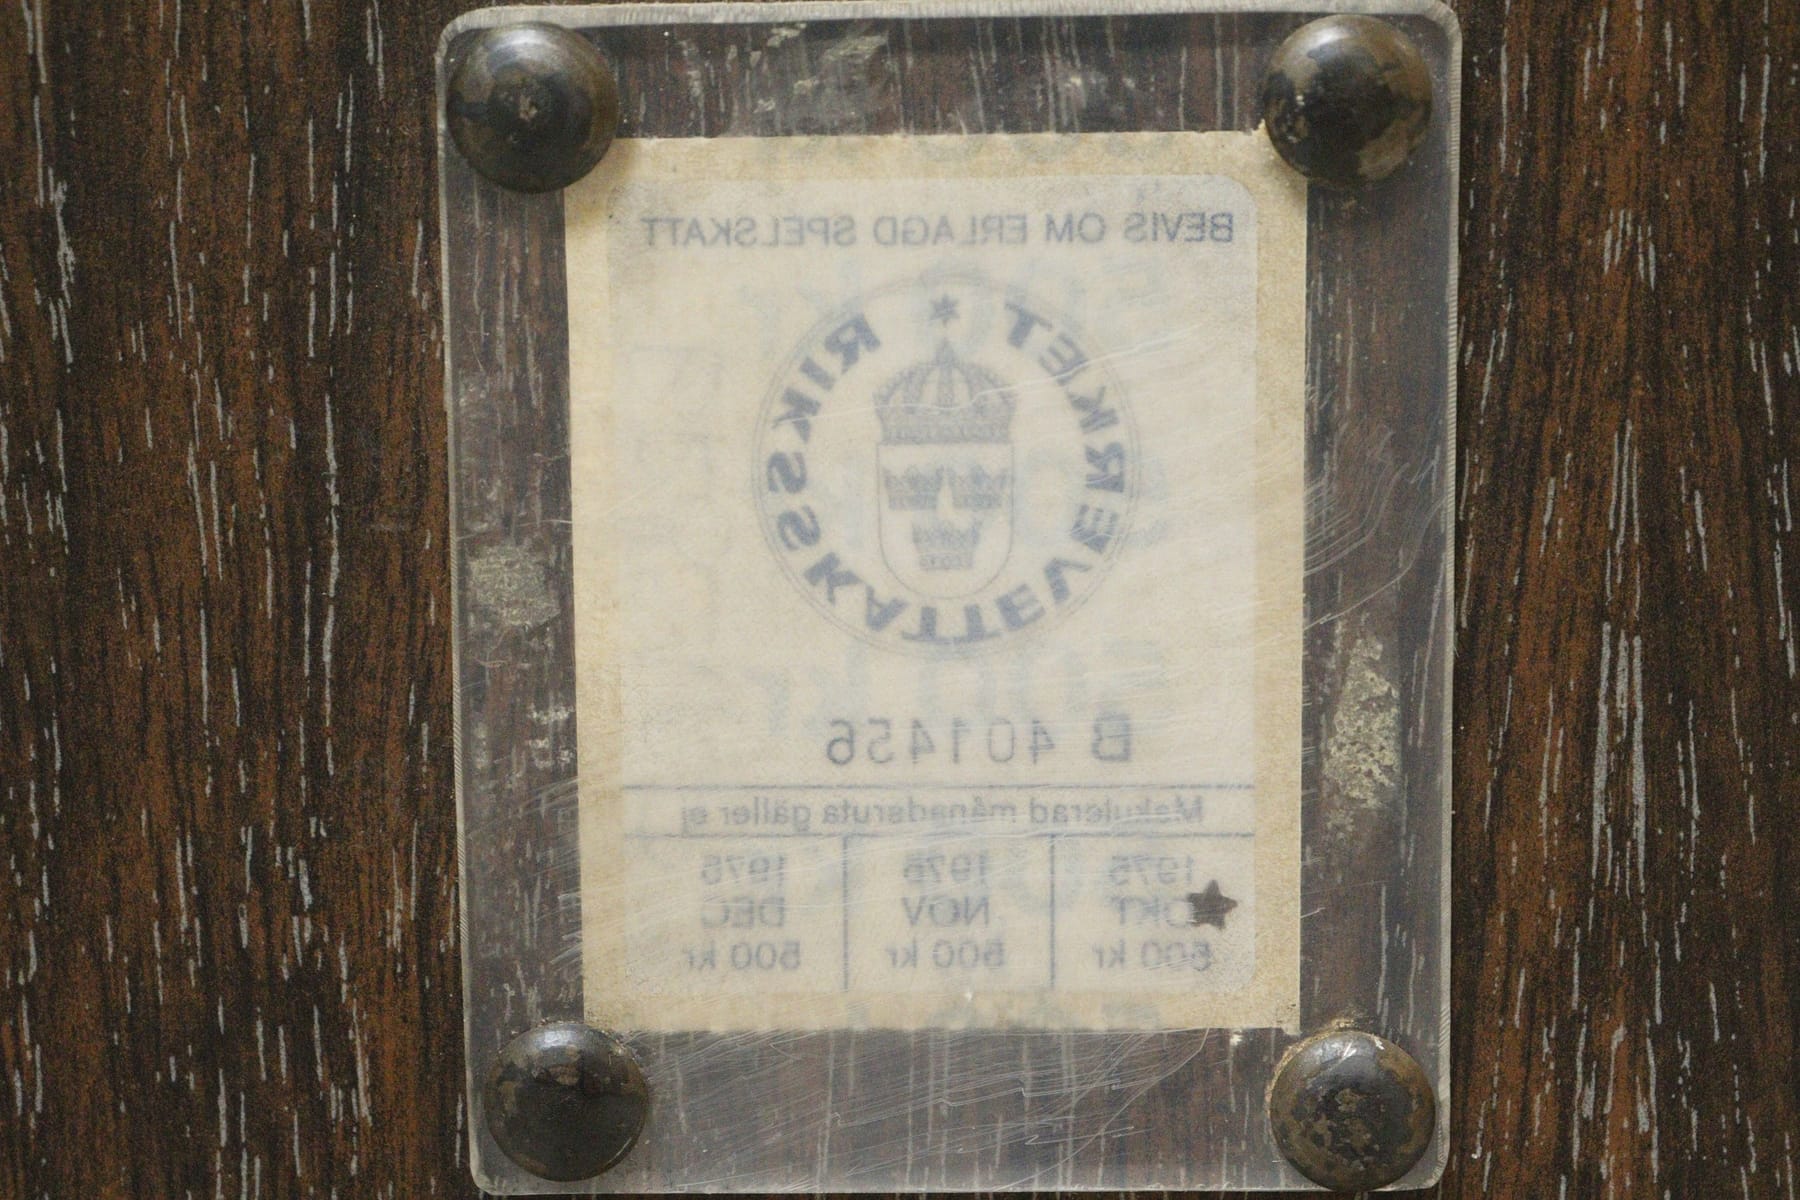 BEVIS OM ERLAGD SPELSKATT
RIKSSKATTEVERKET
B 401456
Makulerad månadsruta gäller ej
1975 1975 1975
OKT NOV DEC
500 kr 500 kr 500 kr